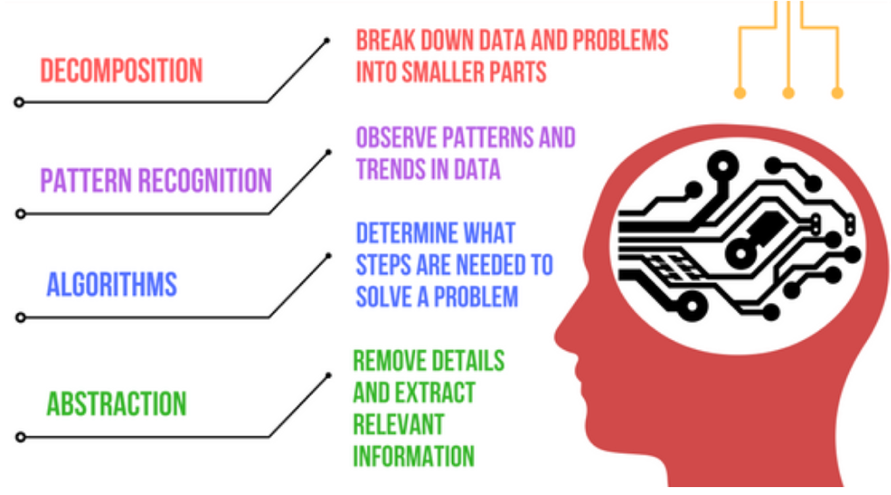 DECOMPOSITION
BREAK DOWN DATA AND PROBLEMS
INTO SMALLER PARTS
PATTERN RECOGNITION
OBSERVE PATTERNS AND
TRENDS IN DATA
ALGORITHMS
DETERMINE WHAT
STEPS ARE NEEDED TO
SOLVE A PROBLEM
ABSTRACTION
REMOVE DETAILS
AND EXTRACT
RELEVANT
INFORMATION